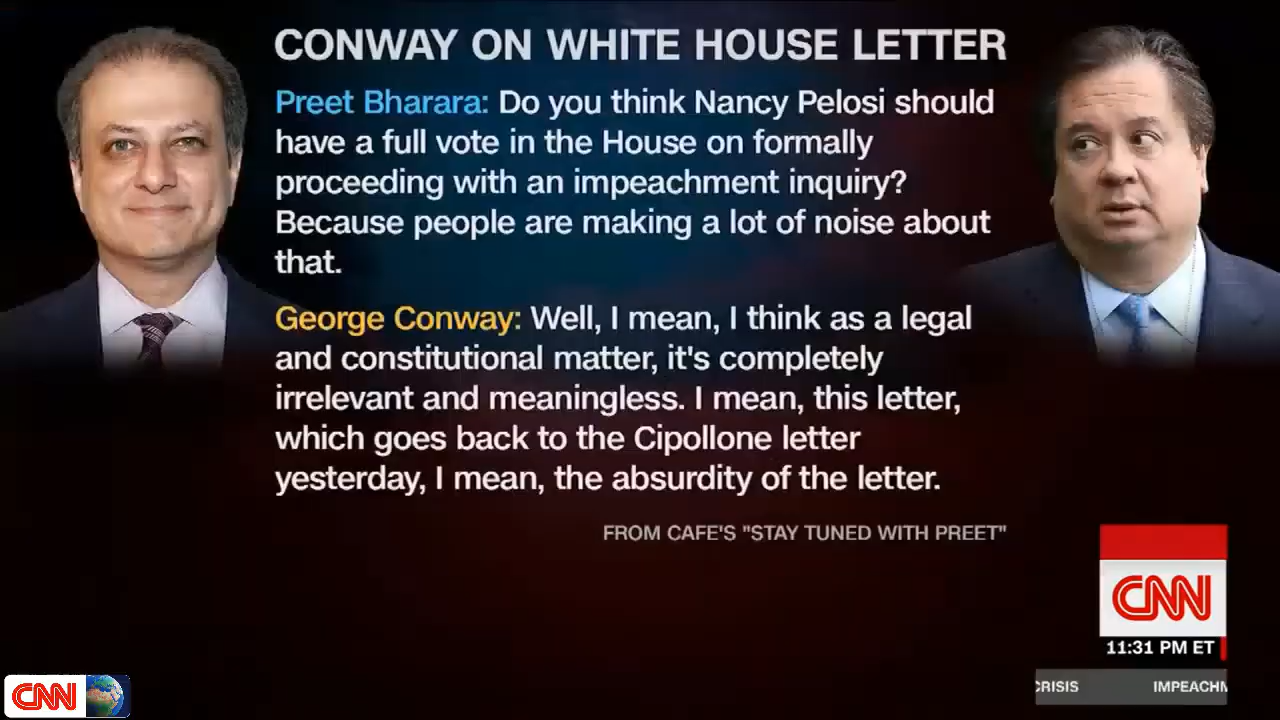 CONWAY ON WHITE HOUSE LETTER
Preet Bharara: Do you think Nancy Pelosi should
have a full vote in the House on formally
proceeding with an impeachment inquiry?
Because people are making a lot of noise about
that.
George Conway: Well, I mean, I think as a legal
and constitutional matter, it's completely
irrelevant and meaningless. I mean, this letter,
which goes back to the Cipollone letter
yesterday, I mean, the absurdity of the letter.
FROM CAFE'S "STAY TUNED WITH PREET"
CNN
11:31 PM ET
CRISIS IMPEACHM
CNN